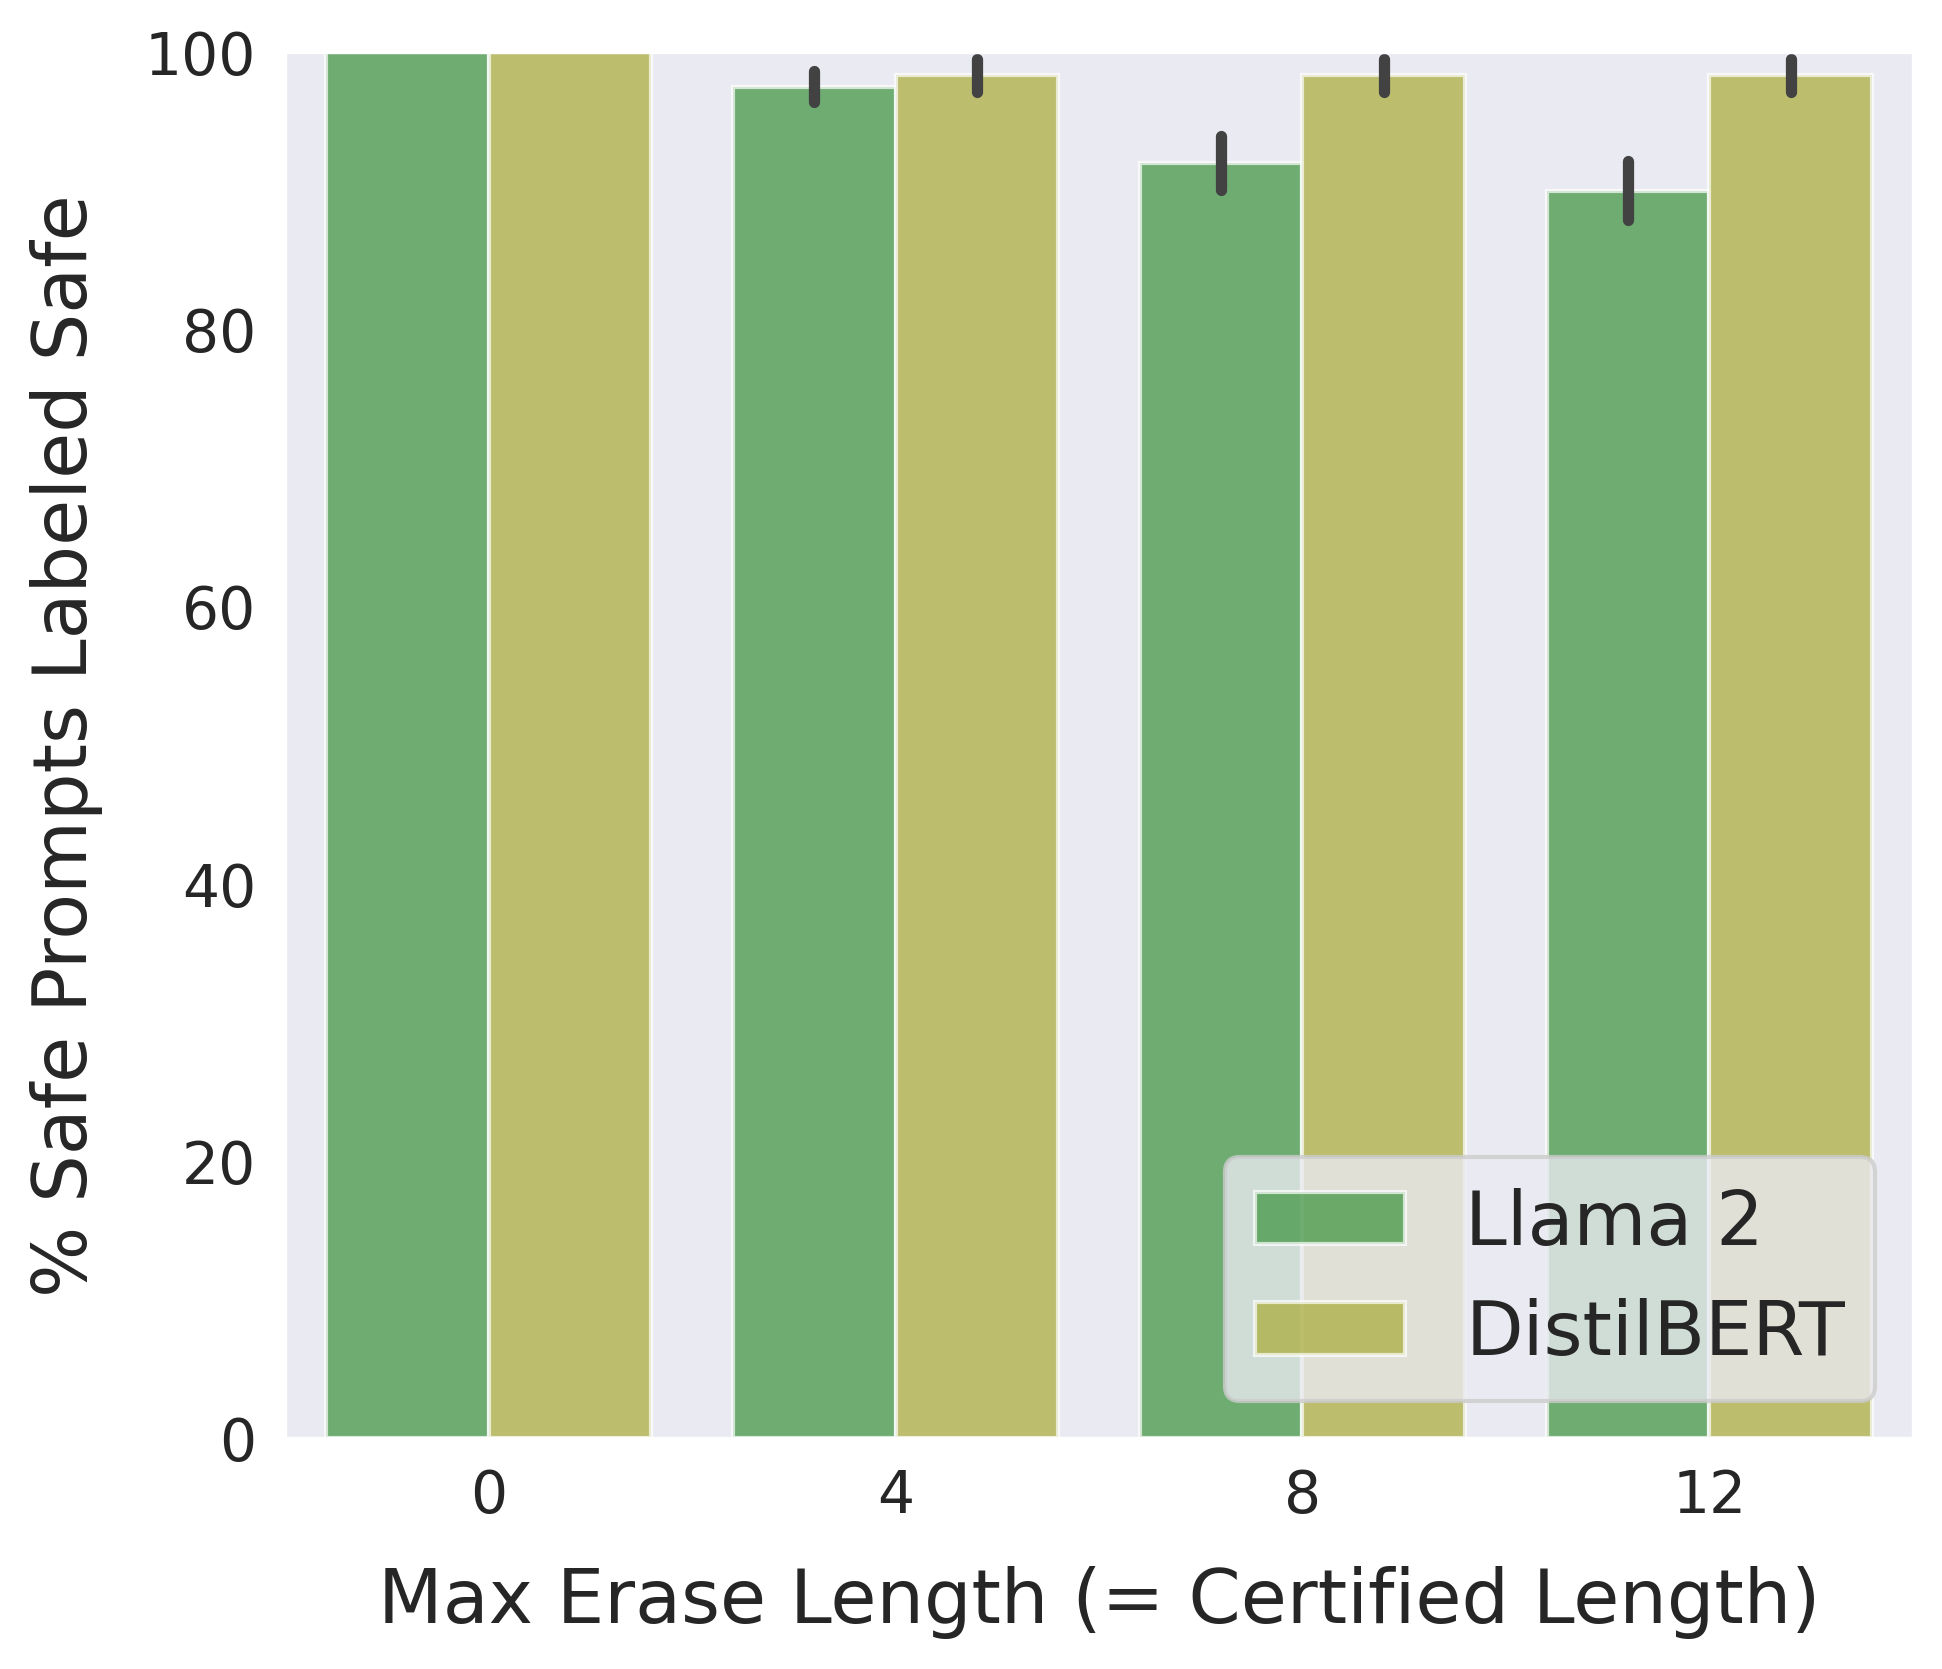 % Safe Prompts Labeled Safe
100
80
60
40
20
0
0 4 8 12
Max Erase Length (= Certified Length)
Llama 2
DistilBERT